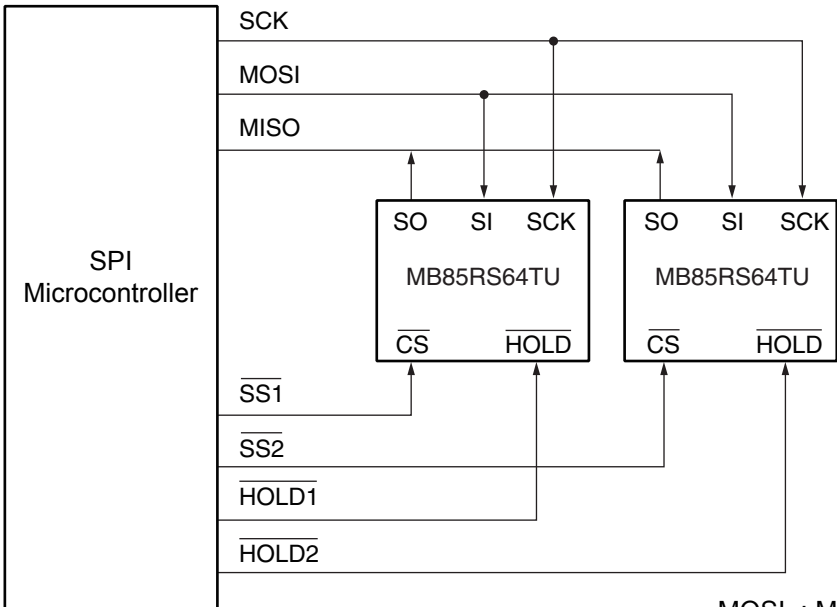 SCK
MOSI
MISO
SO SI SCK
SO SI SCK
SPI
Microcontroller
MB85RS64TU
MB85RS64TU
CS HOLD
CS HOLD
SS1
SS2
HOLD1
HOLD2